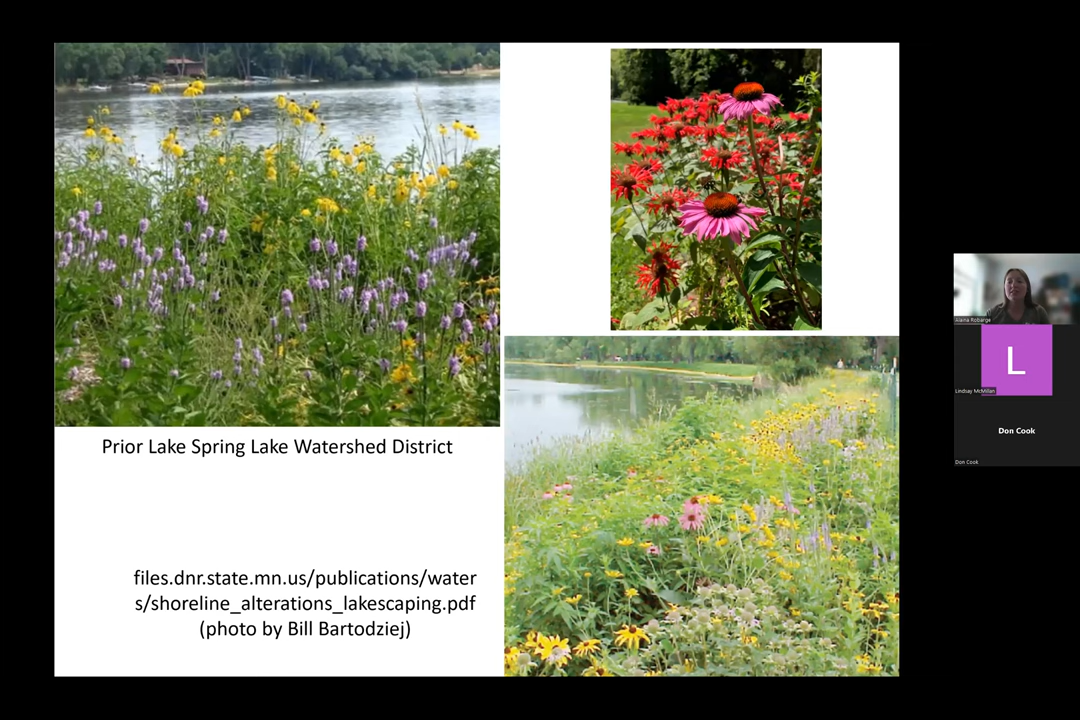 Prior Lake Spring Lake Watershed District
files.dnr.state.mn.us/publications/water
s/shoreline_alterations_lakescaping.pdf
(photo by Bill Bartodziej)
Alaina Robarge
L
Lindsay McMillan
Don Cook
Don Cook